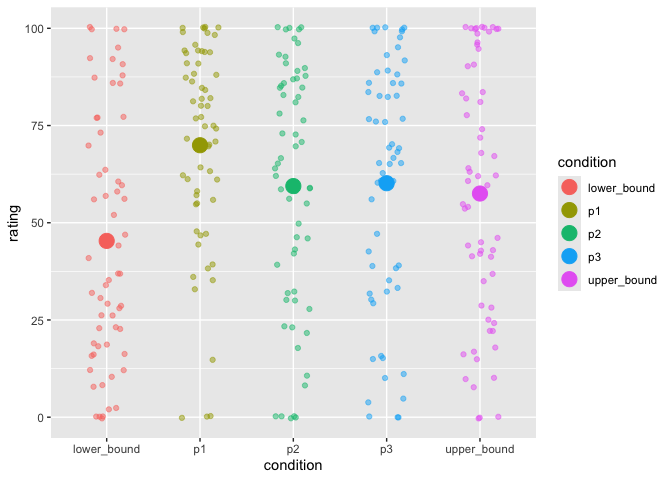 100
75
50
25
0
rating
lower_bound
p1
p2
p3
upper_bound
condition
condition
lower_bound
p1
p2
p3
upper_bound